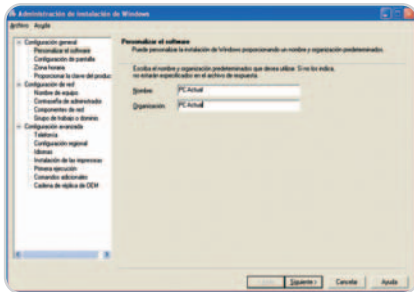 Administración de instalación de Windows
Archivo Ayuda
Configuración general
Personalizar el software
Configuración de pantalla
Zona horaria
Proporcionar la clave del produc
Configuración de red
Nombre de equipo
Contraseña de administrador
Componentes de red
Grupo de trabajo o dominio
Configuración avanzada
Telefonía
Configuración regional
Idiomas
Instalación de las impresoras
Primera ejecución
Comandos adicionales
Cadena de réplica de OEM
Personalizar el software
Puede personalizar la instalación de Windows proporcionando un nombre y organización predeterminados.
Escriba el nombre y organización predeterminados que desea utilizar. Si no los indica,
no estarán especificados en el archivo de respuesta.
Nombre: PC Actual
Organización: PC Actual
Siguiente > Cancelar Ayuda